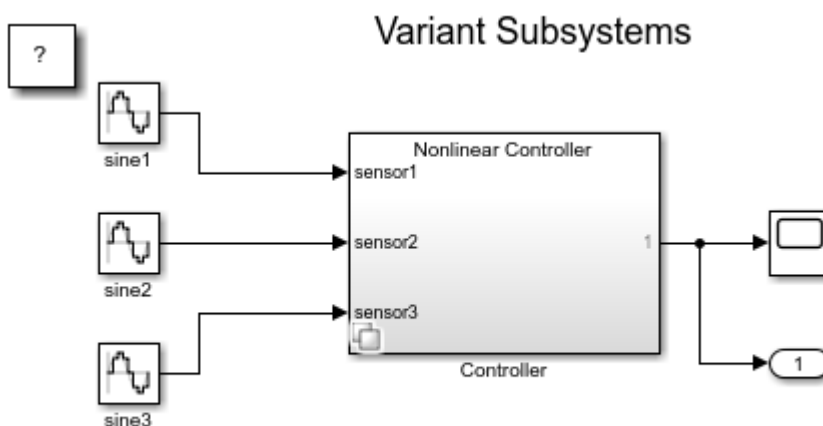 Variant Subsystems
?
sine1
Nonlinear Controller
sensor1
sensor2
1
sine2
sensor3
1
Controller
sine3